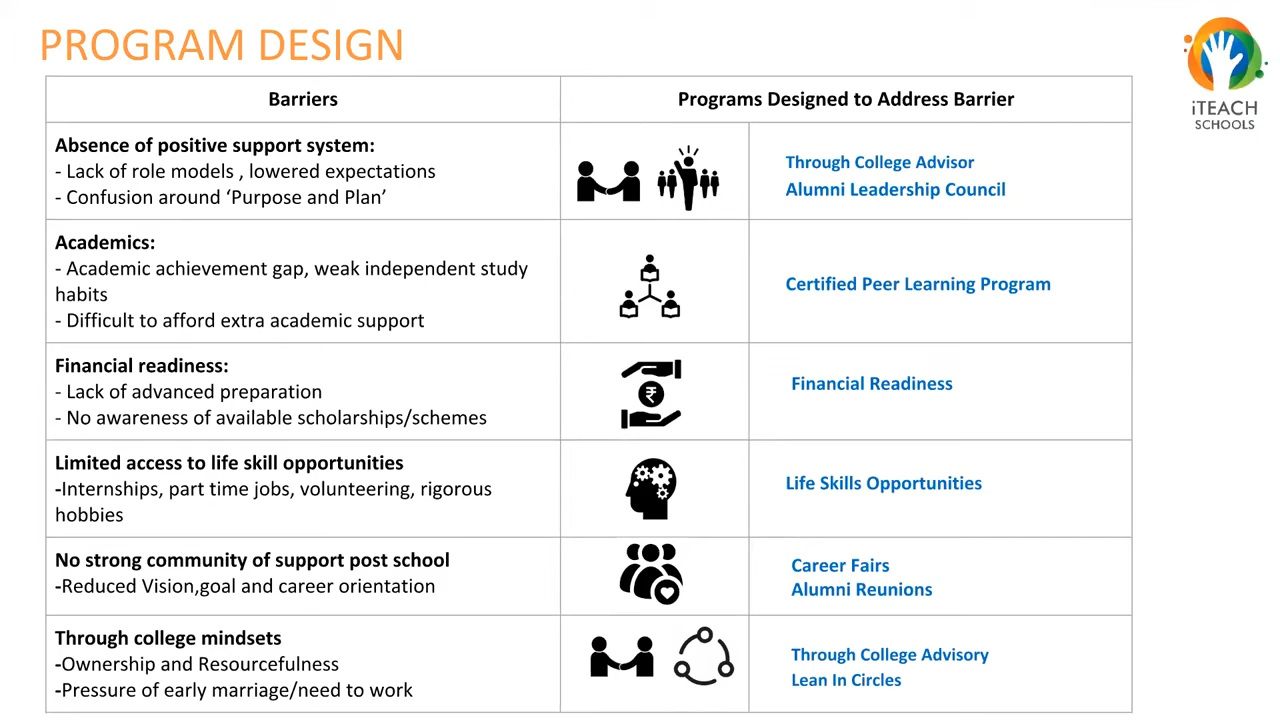 PROGRAM DESIGN
iTEACH
SCHOOLS
Barriers
Programs Designed to Address Barrier
Absence of positive support system:
- Lack of role models , lowered expectations
- Confusion around ‘Purpose and Plan’
Through College Advisor
Alumni Leadership Council
Academics:
- Academic achievement gap, weak independent study
habits
- Difficult to afford extra academic support
Certified Peer Learning Program
Financial readiness:
- Lack of advanced preparation
- No awareness of available scholarships/schemes
₹
Financial Readiness
Limited access to life skill opportunities
-Internships, part time jobs, volunteering, rigorous
hobbies
Life Skills Opportunities
No strong community of support post school
-Reduced Vision,goal and career orientation
Career Fairs
Alumni Reunions
Through college mindsets
-Ownership and Resourcefulness
-Pressure of early marriage/need to work
Through College Advisory
Lean In Circles